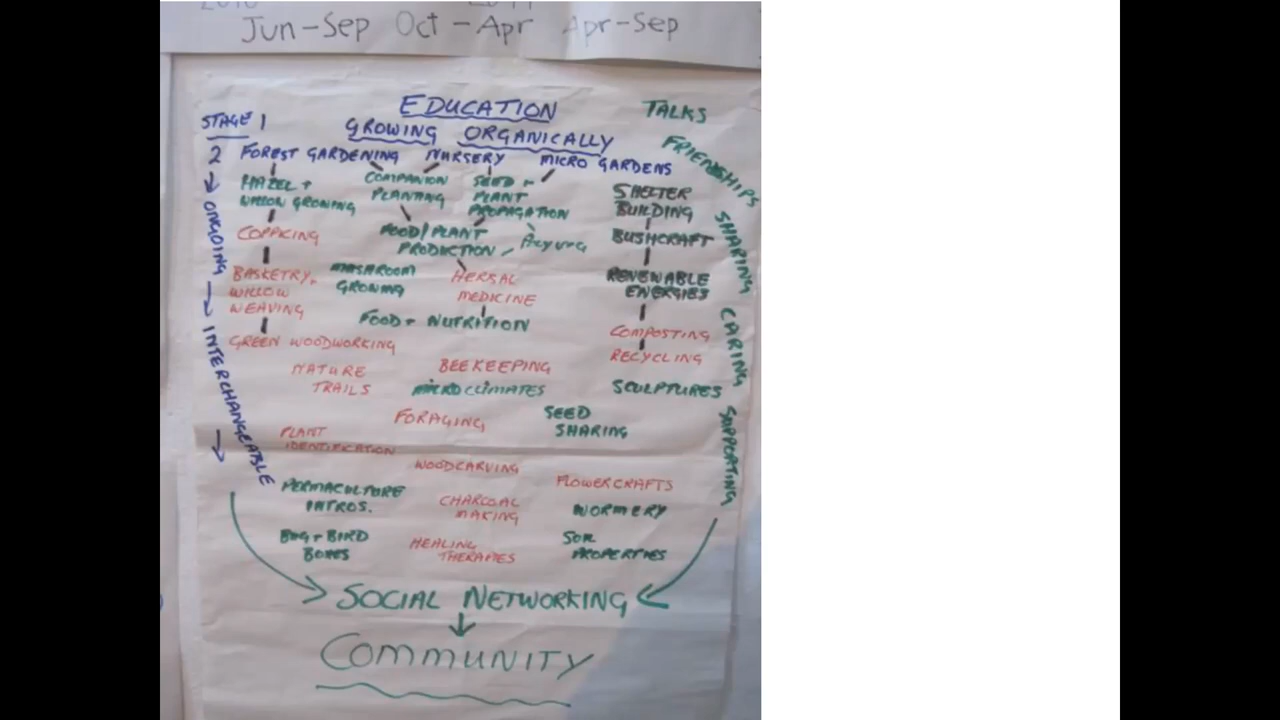 Jun-Sep Oct-Apr Apr-Sep
EDUCATION
TALKS
STAGE 1
GROWING ORGANICALLY
FRIENDSHIPS
2 FOREST GARDENING NURSERY MICRO GARDENS
HAZEL +
WILLOW GROWING
COMPANION
PLANTING
SEED +
PLANT
PROPAGATION
SHELTER
BUILDING
ONGOING
SHARING
COPPICING
FOOD/PLANT
PRODUCTION
BUSHCRAFT
BASKETRY,
WILLOW
WEAVING
MUSHROOM
GROWING
HERBAL
MEDICINE
RENEWABLE
ENERGIES
INTERCHANGEABLE
CARING
FOOD + NUTRITION
GREEN WOODWORKING
COMPOSTING
RECYCLING
NATURE
TRAILS
BEEKEEPING
MICROCLIMATES
SCULPTURES
FORAGING
SEED
SHARING
SUPPORTING
PLANT
IDENTIFICATION
WOODCARVING
FLOWERCRAFTS
PERMACULTURE
INTROS.
CHARCOAL
MAKING
WORMERY
BUG + BIRD
BOXES
HEALING
THERAPIES
SOIL
PROPERTIES
SOCIAL NETWORKING
COMMUNITY